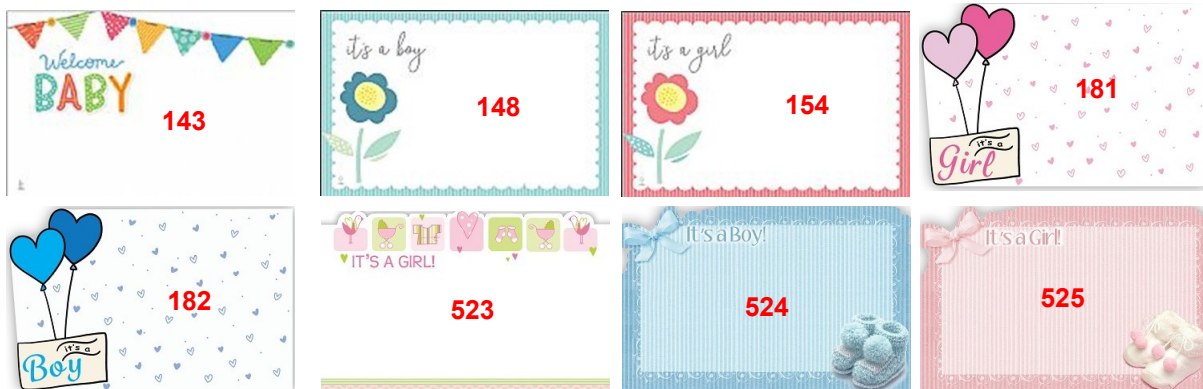 Welcome
BABY
143
it's a boy
148
it's a girl
154
181
it's a
Girl
182
it's a
Boy
IT'S A GIRL!
523
It's a Boy!
524
It's a Girl!
525